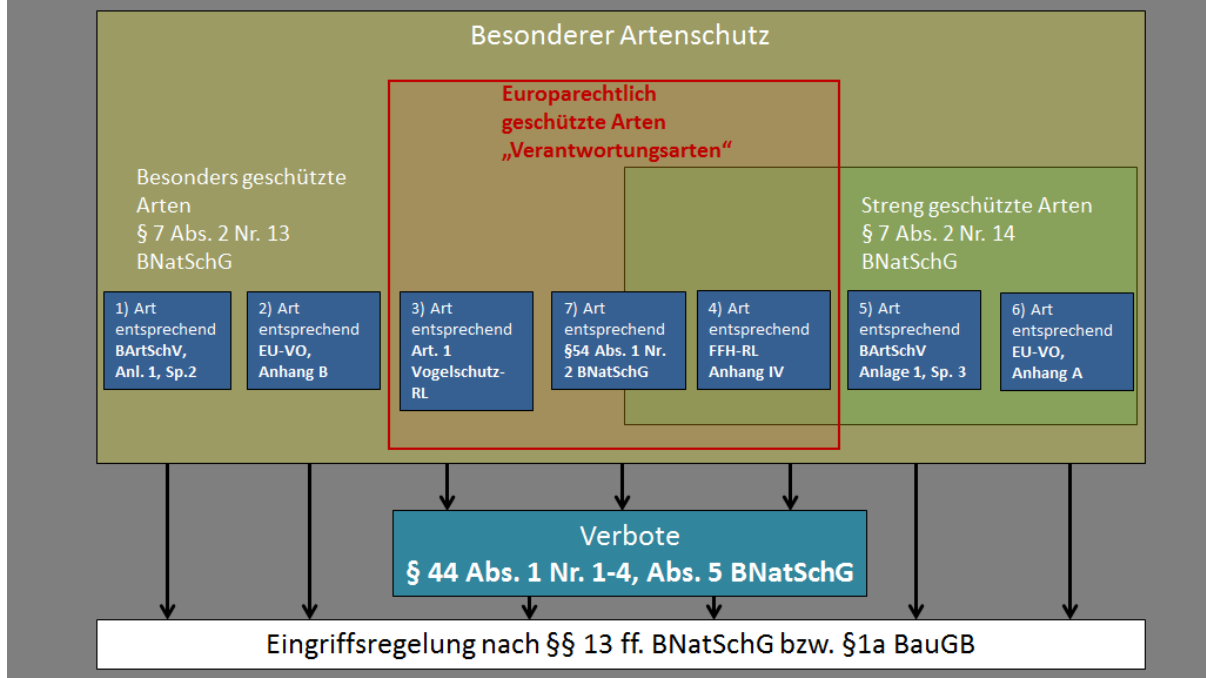 Besonderer Artenschutz
Europarechtlich
geschützte Arten
„Verantwortungsarten“
Besonders geschützte
Arten
§ 7 Abs. 2 Nr. 13
BNatSchG
Streng geschützte Arten
§ 7 Abs. 2 Nr. 14
BNatSchG
1) Art
entsprechend
BArtSchV,
Anl. 1, Sp.2
2) Art
entsprechend
EU-VO,
Anhang B
3) Art
entsprechend
Art. 1
Vogelschutz-
RL
7) Art
entsprechend
§54 Abs. 1 Nr.
2 BNatSchG
4) Art
entsprechend
FFH-RL
Anhang IV
5) Art
entsprechend
BArtSchV
Anlage 1, Sp. 3
6) Art
entsprechend
EU-VO,
Anhang A
Verbote
§ 44 Abs. 1 Nr. 1-4, Abs. 5 BNatSchG
Eingriffsregelung nach §§ 13 ff. BNatSchG bzw. §1a BauGB